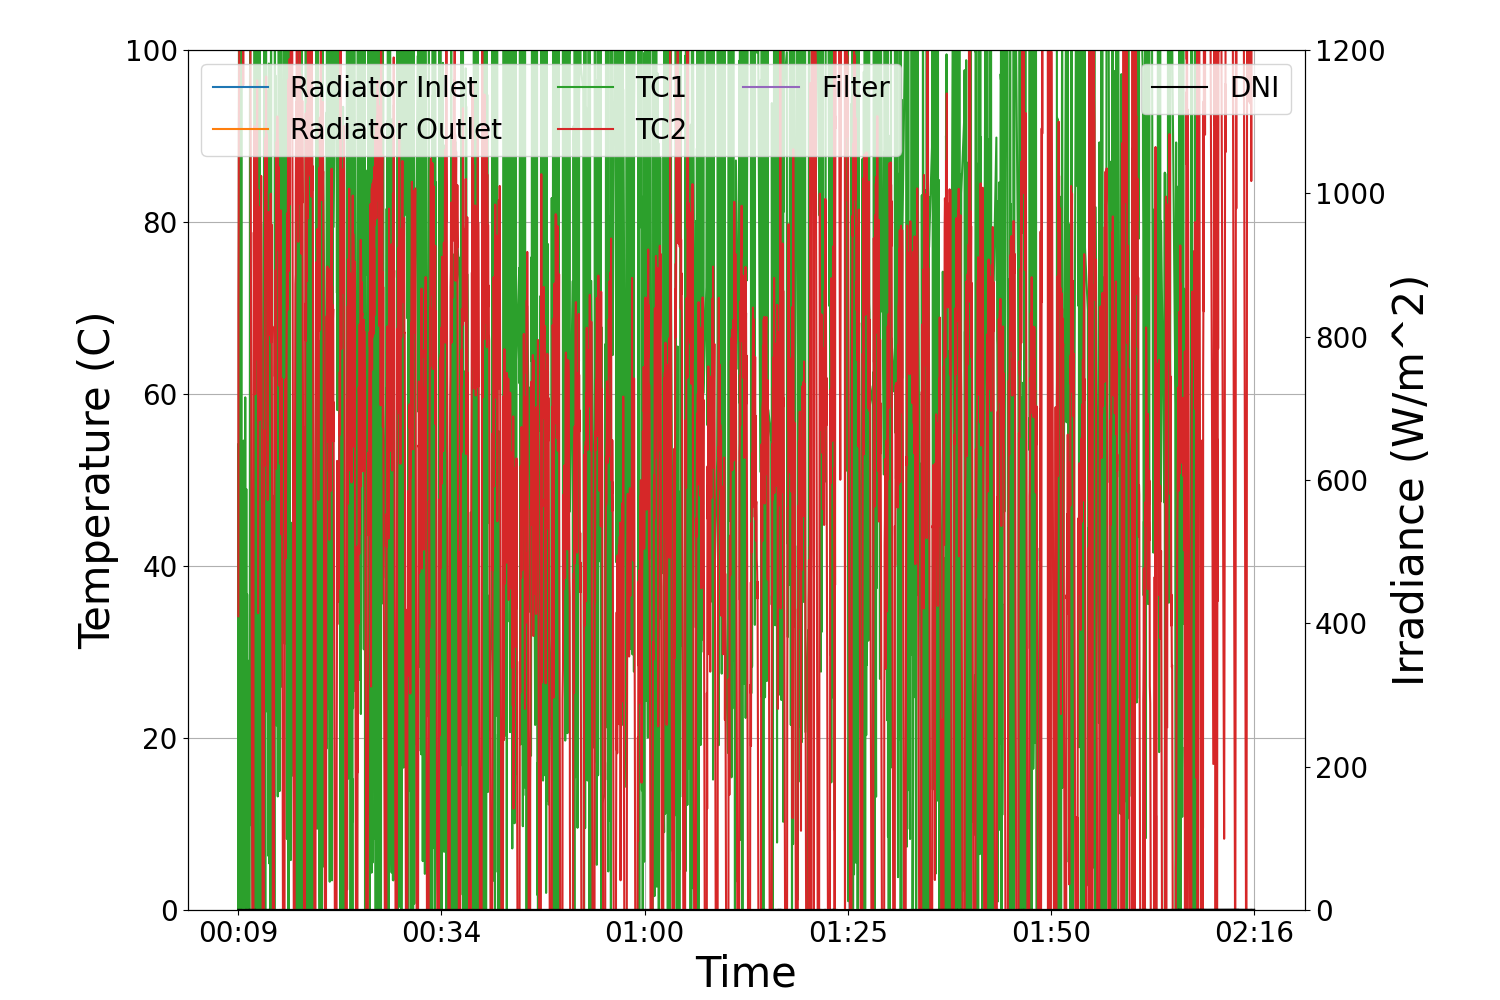 100
80
60
40
20
0
Temperature (C)
Radiator Inlet
Radiator Outlet
TC1
TC2
Filter
DNI
1200
1000
800
600
400
200
0
Irradiance (W/m^2)
00:09
00:34
01:00
01:25
01:50
02:16
Time